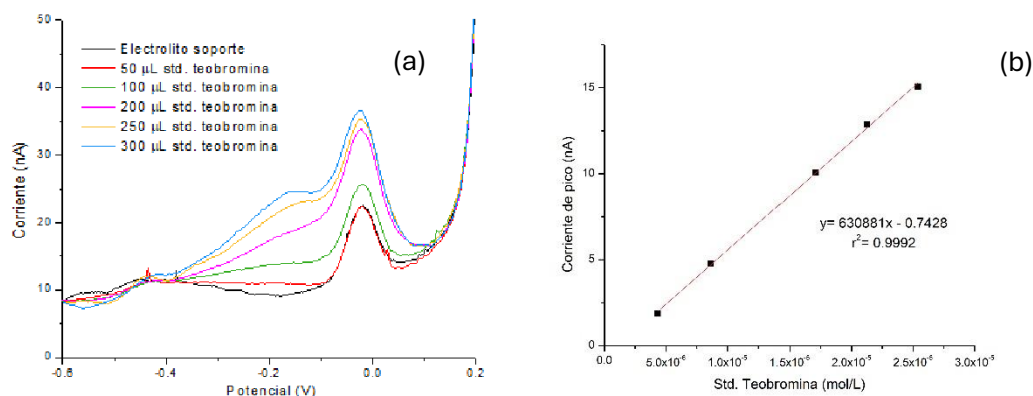 (a)
50
40
30
20
10
0
Corriente (nA)
Electrolito soporte
50 μL std. teobromina
100 μL std. teobromina
200 μL std. teobromina
250 μL std. teobromina
300 μL std. teobromina
-0.6 -0.4 -0.2 0.0 0.2
Potencial (V)
(b)
15
10
5
0
Corriente de pico (nA)
y= 630881x - 0.7428
r²= 0.9992
0.0 5.0x10⁻⁶ 1.0x10⁻⁵ 1.5x10⁻⁵ 2.0x10⁻⁵ 2.5x10⁻⁵ 3.0x10⁻⁵
Std. Teobromina (mol/L)